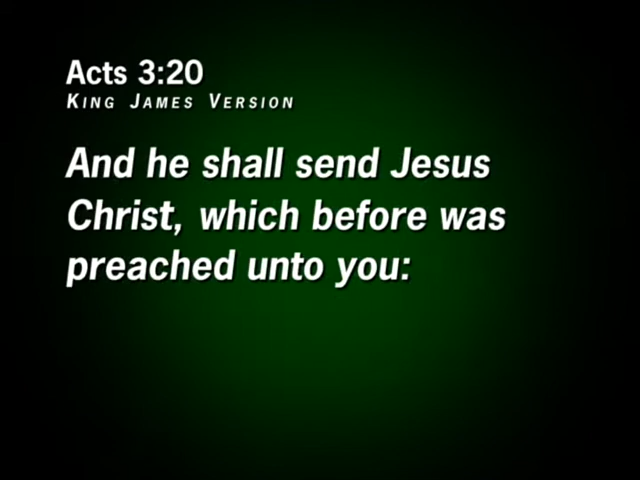 Acts 3:20
KING JAMES VERSION
And he shall send Jesus
Christ, which before was
preached unto you: